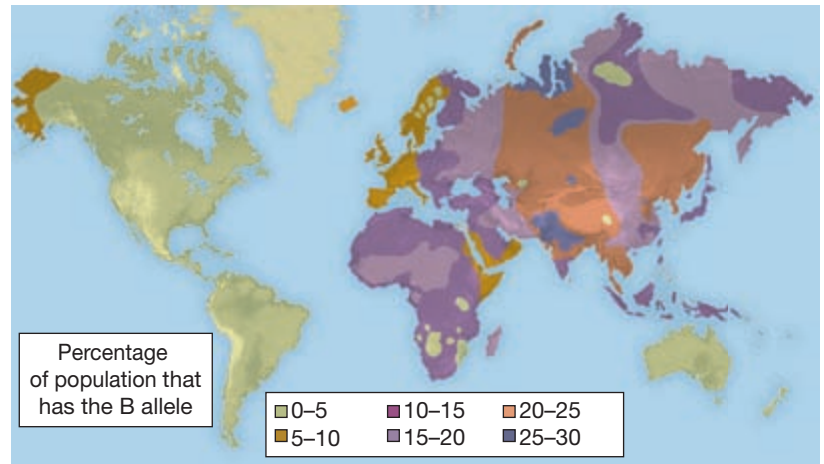 Percentage
of population that
has the B allele
0–5 10–15 20–25
5–10 15–20 25–30